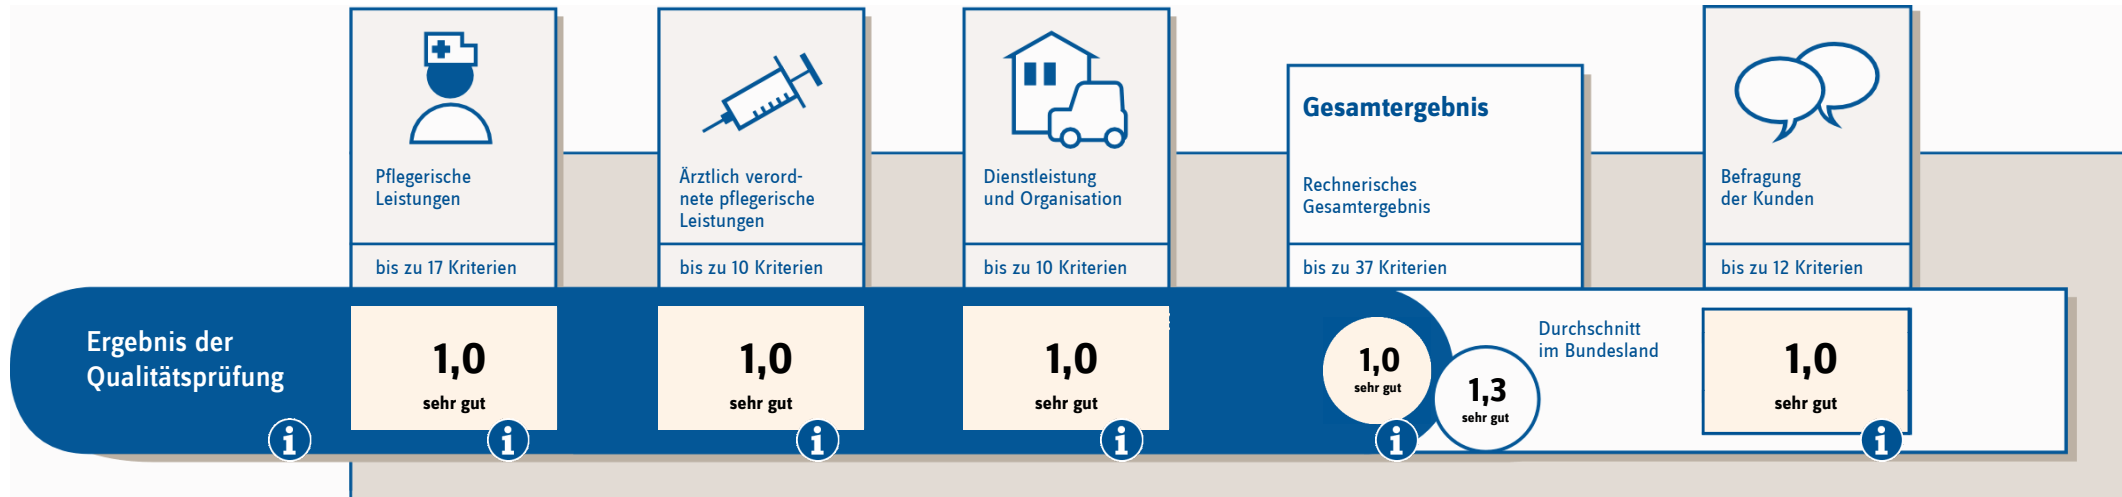 Pflegerische
Leistungen
bis zu 17 Kriterien
Ärztlich verord-
nete pflegerische
Leistungen
bis zu 10 Kriterien
Dienstleistung
und Organisation
bis zu 10 Kriterien
Gesamtergebnis
Rechnerisches
Gesamtergebnis
bis zu 37 Kriterien
Befragung
der Kunden
bis zu 12 Kriterien
Ergebnis der
Qualitätsprüfung
i
1,0
sehr gut
i
1,0
sehr gut
i
1,0
sehr gut
i
1,0
sehr gut
i
1,3
sehr gut
Durchschnitt
im Bundesland
1,0
sehr gut
i